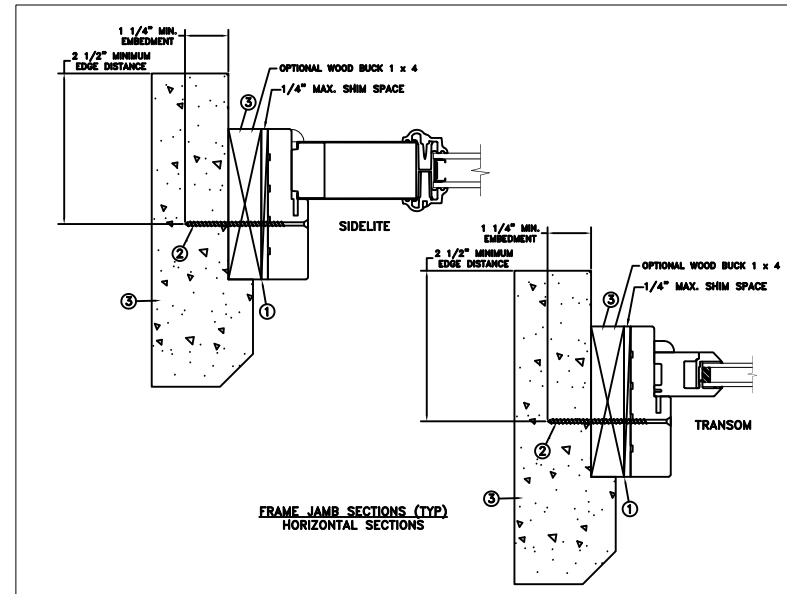 1 1/4" MIN.
EMBEDMENT
2 1/2" MINIMUM
EDGE DISTANCE
3
OPTIONAL WOOD BUCK 1 x 4
1/4" MAX. SHIM SPACE
SIDELITE
2
3
1
1 1/4" MIN.
EMBEDMENT
2 1/2" MINIMUM
EDGE DISTANCE
3
OPTIONAL WOOD BUCK 1 x 4
1/4" MAX. SHIM SPACE
TRANSOM
2
3
1
FRAME JAMB SECTIONS (TYP)
HORIZONTAL SECTIONS